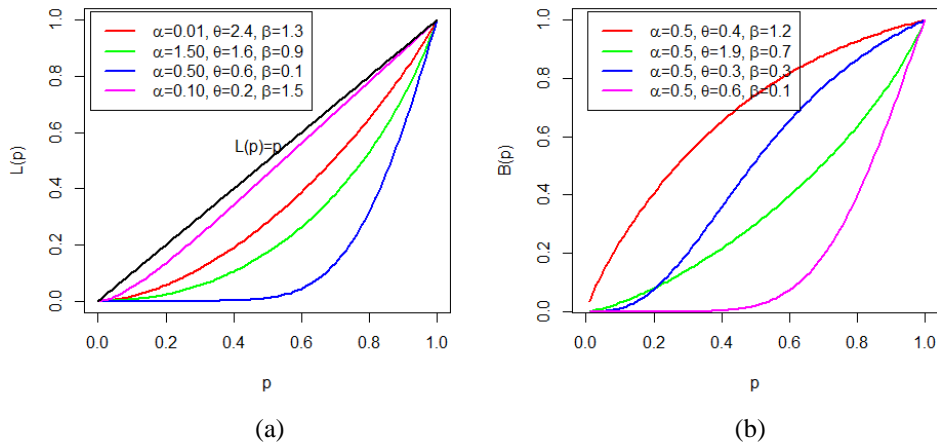 α=0.01, θ=2.4, β=1.3
α=1.50, θ=1.6, β=0.9
α=0.50, θ=0.6, β=0.1
α=0.10, θ=0.2, β=1.5
L(p)=p
L(p)
0.0 0.2 0.4 0.6 0.8 1.0
0.0 0.2 0.4 0.6 0.8 1.0
p
(a)
α=0.5, θ=0.4, β=1.2
α=0.5, θ=1.9, β=0.7
α=0.5, θ=0.3, β=0.3
α=0.5, θ=0.6, β=0.1
B(p)
0.0 0.2 0.4 0.6 0.8 1.0
0.0 0.2 0.4 0.6 0.8 1.0
p
(b)